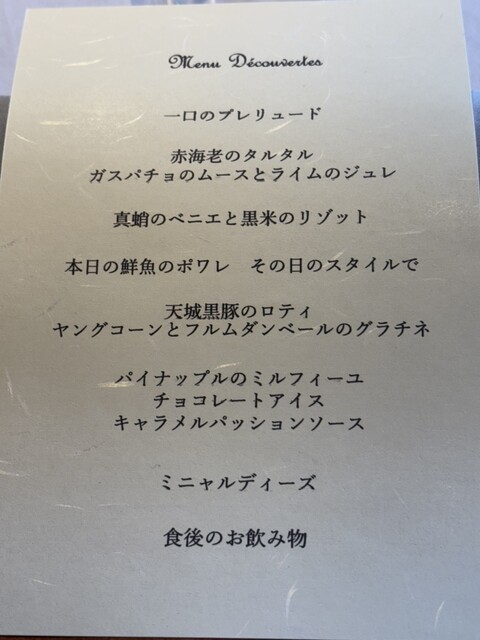 Menu Découvertes
一口のプレリュード
赤海老のタルタル
ガスパチョのムースとライムのジュレ
真蛸のベニエと黒米のリゾット
本日の鮮魚のポワレ　その日のスタイルで
天城黒豚のロティ
ヤングコーンとフルムダンベールのグラチネ
パイナップルのミルフィーユ
チョコレートアイス
キャラメルパッションソース
ミニャルディーズ
食後のお飲み物